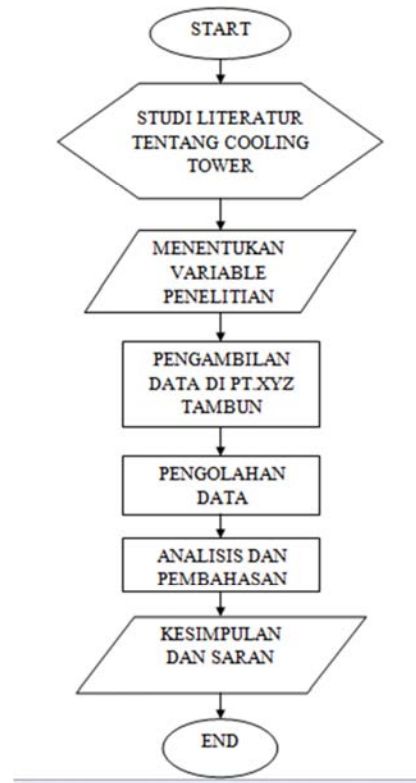 START
STUDI LITERATUR
TENTANG COOLING
TOWER
MENENTUKAN
VARIABLE
PENELITIAN
PENGAMBILAN
DATA DI PT.XYZ
TAMBUN
PENGOLAHAN
DATA
ANALISIS DAN
PEMBAHASAN
KESIMPULAN
DAN SARAN
END